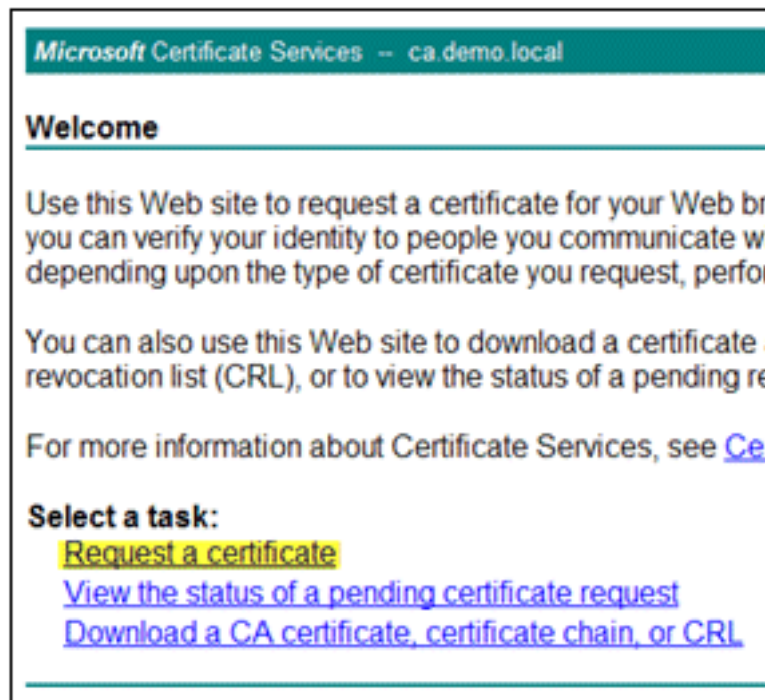 Microsoft Certificate Services -- ca.demo.local
Welcome
Use this Web site to request a certificate for your Web
you can verify your identity to people you communicate
depending upon the type of certificate you request,
You can also use this Web site to download a certificate
revocation list (CRL), or to view the status of a pending
For more information about Certificate Services, see
Select a task:
Request a certificate
View the status of a pending certificate request
Download a CA certificate, certificate chain, or CRL